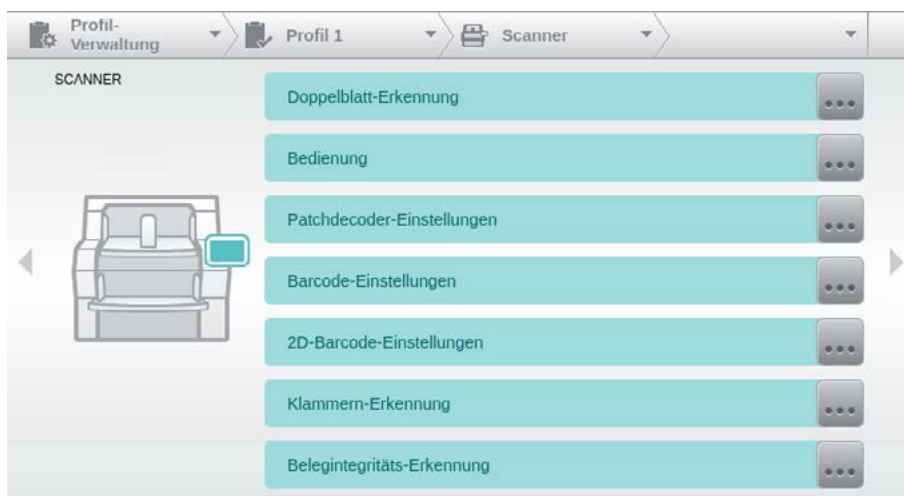 Profil-
Verwaltung
Profil 1
Scanner
SCANNER
Doppelblatt-Erkennung
Bedienung
Patchdecoder-Einstellungen
Barcode-Einstellungen
2D-Barcode-Einstellungen
Klammern-Erkennung
Belegintegritäts-Erkennung